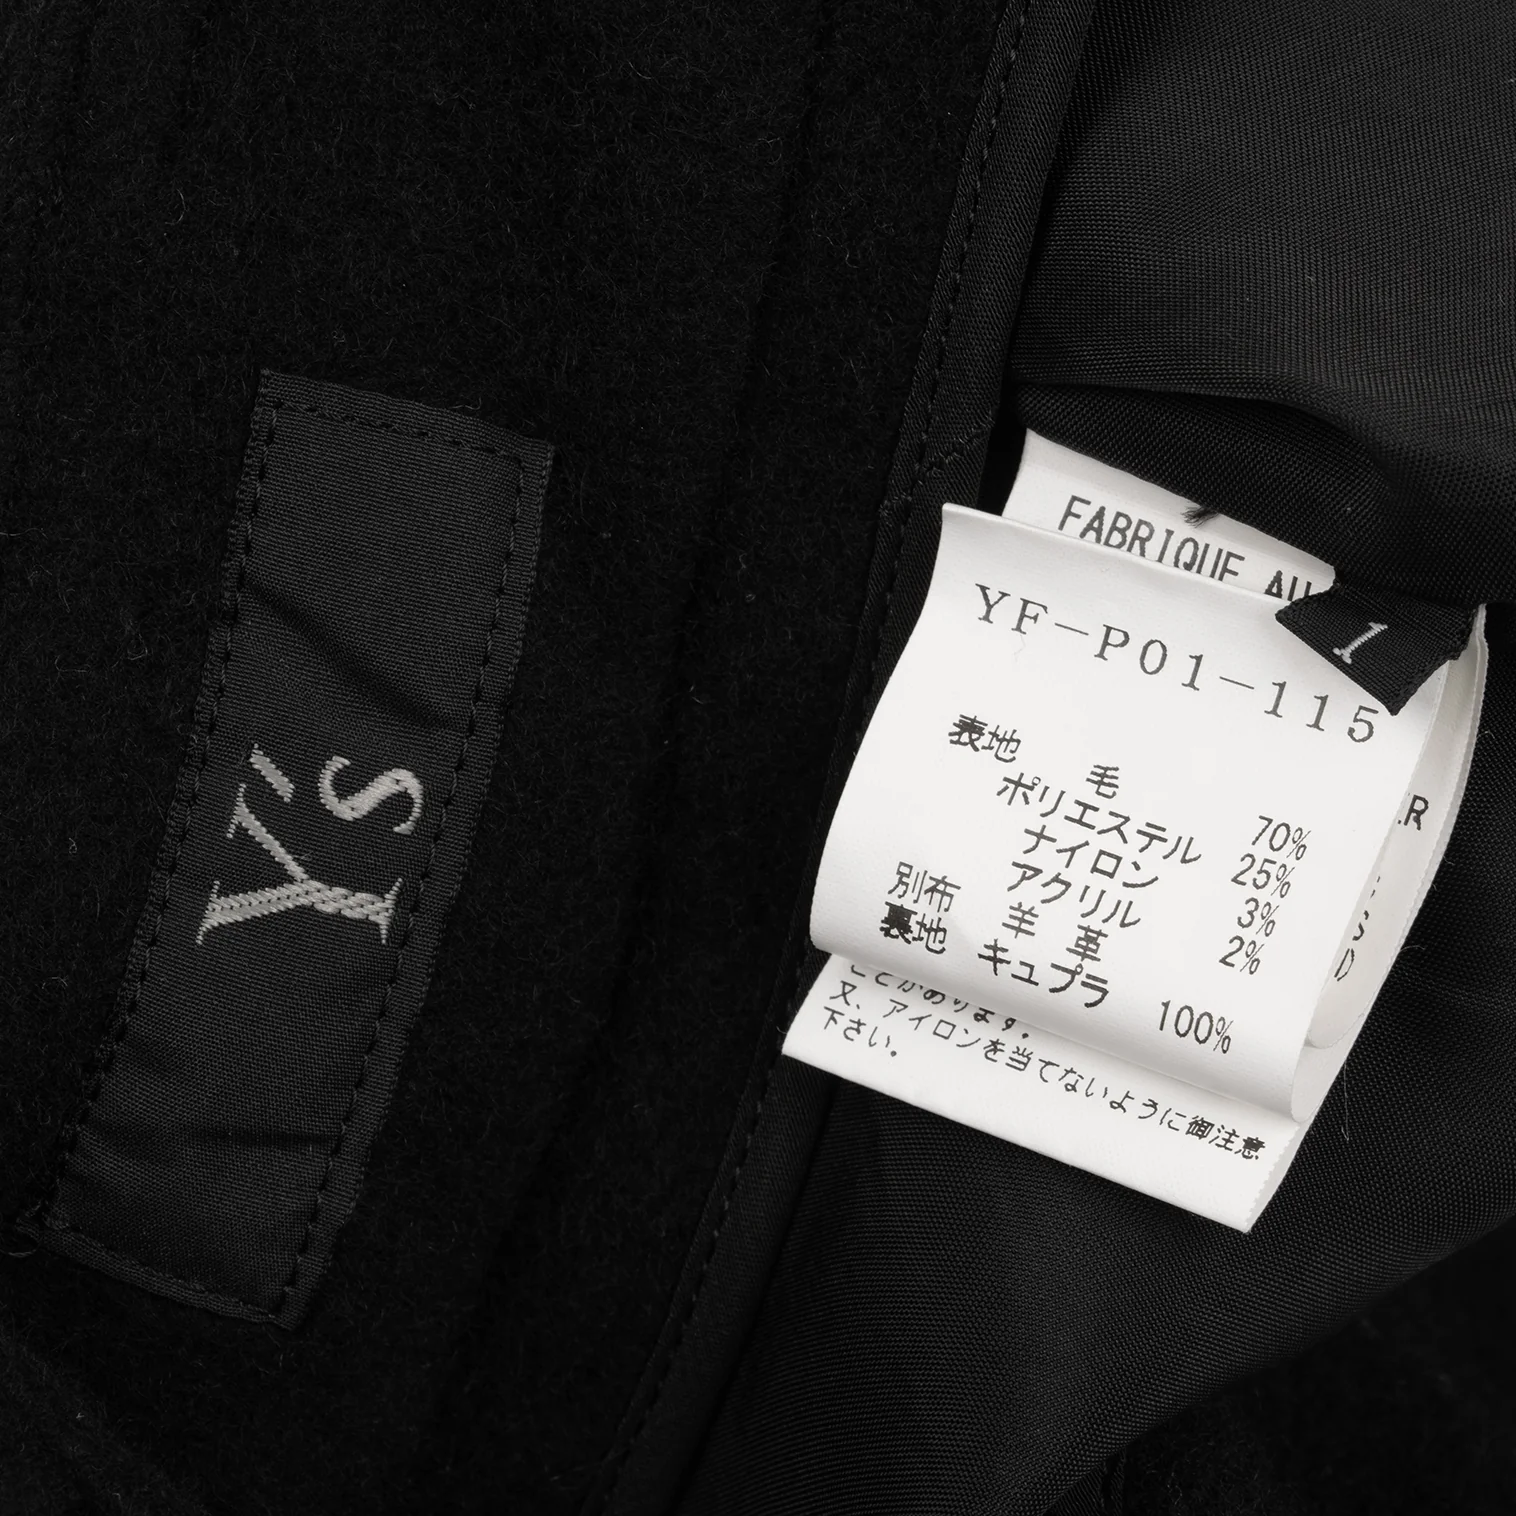 Y's
FABRIQUE AU
1
YF-P01-115
表地 毛 70%
ポリエステル 25%
ナイロン 3%
アクリル 2%
別布 羊革
裏地 キュプラ 100%
ことがあります。
又、アイロンを当てないように御注意
下さい。